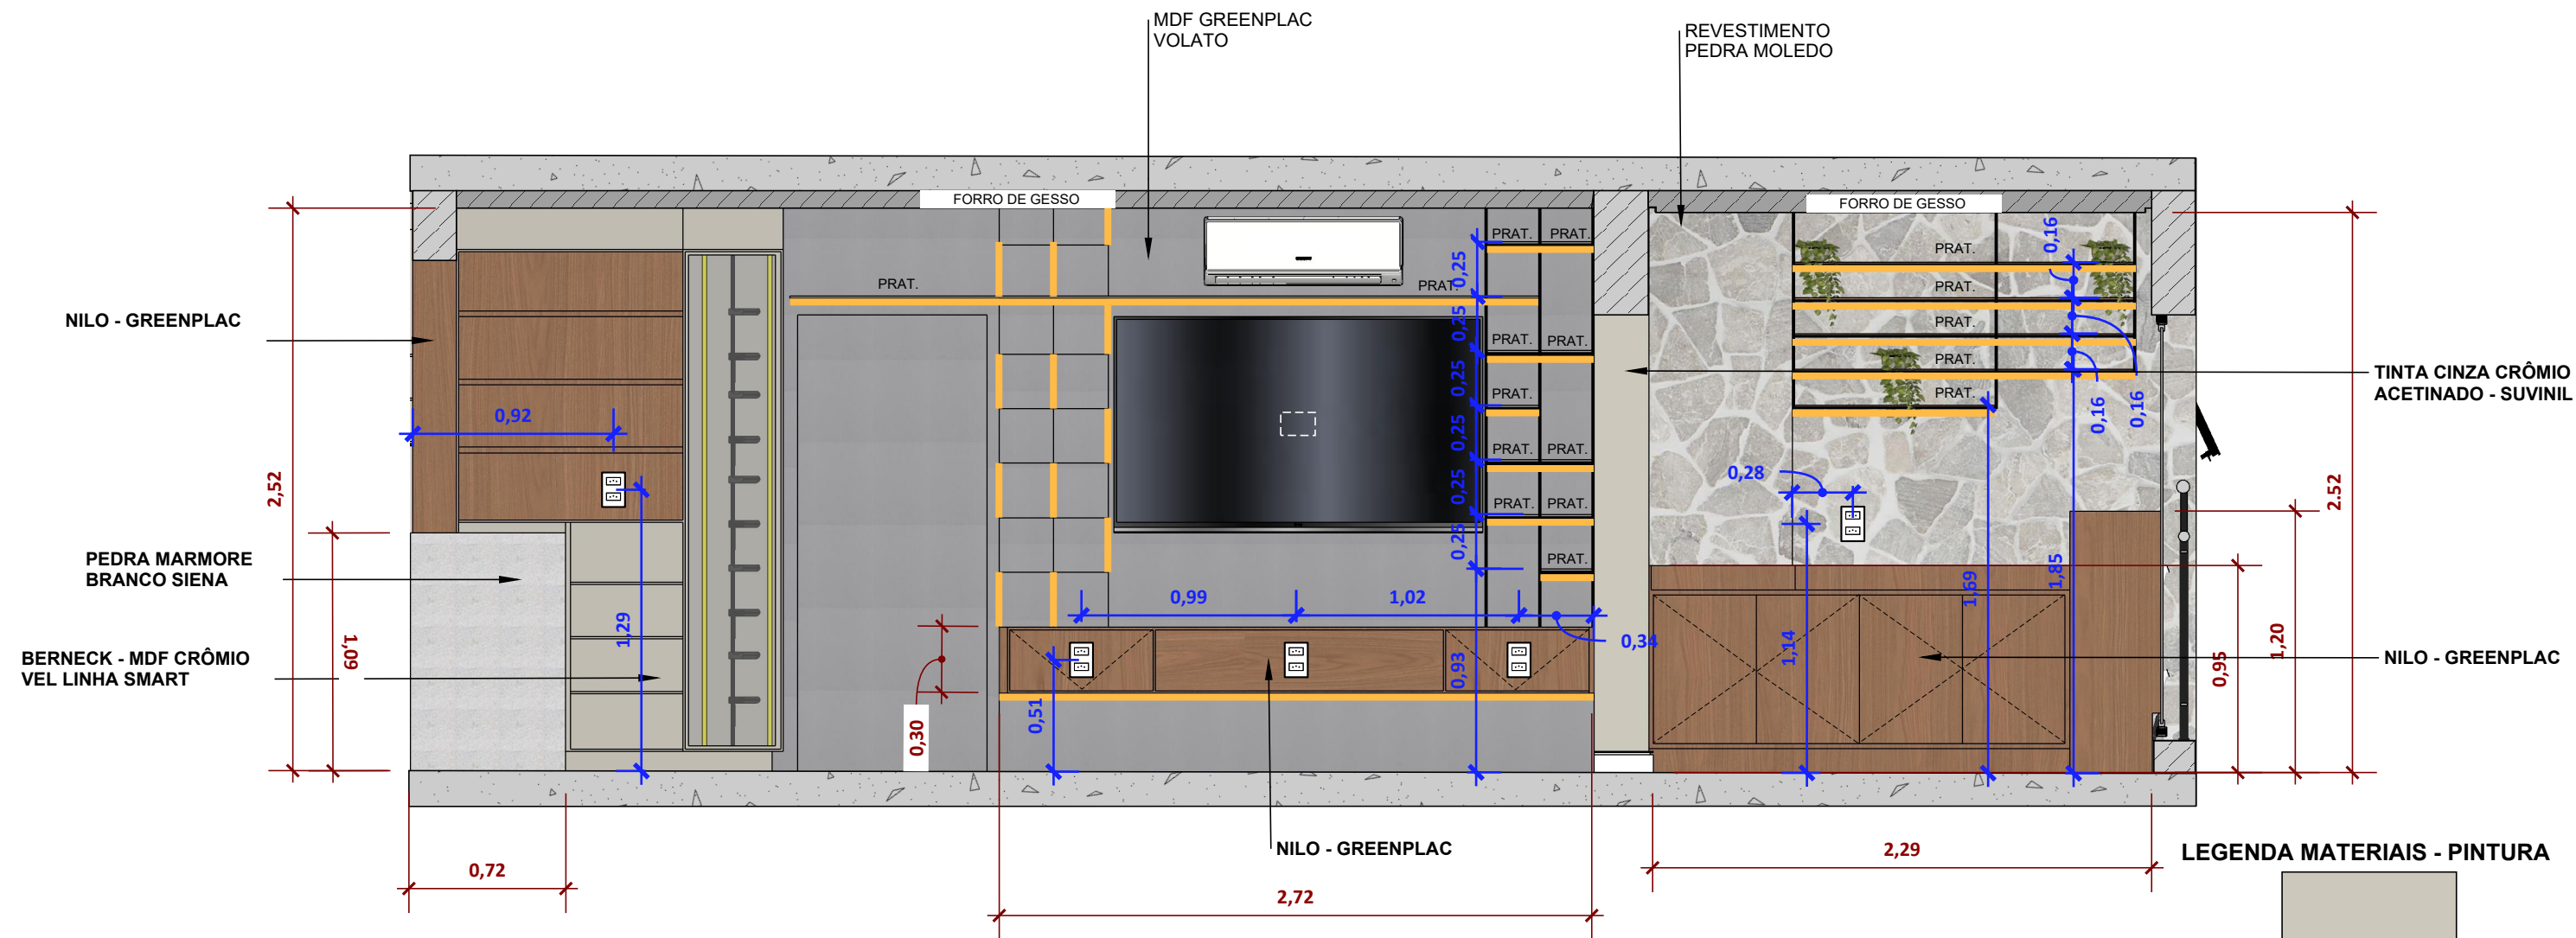 MDF GREENPLAC
VOLATO
REVESTIMENTO
PEDRA MOLEDO
FORRO DE GESSO
FORRO DE GESSO
PRAT.
PRAT.
PRAT.
0,16
PRAT.
PRAT.
PRAT.
0,25
PRAT.
NILO - GREENPLAC
0,25
PRAT.
PRAT.
PRAT.
PRAT.
TINTA CINZA CRÔMIO
ACETINADO - SUVINIL
0,25
PRAT.
PRAT.
0,16
0,16
0,92
0,25
PRAT.
PRAT.
0,28
2,52
2.52
0,25
PRAT.
PRAT.
0,25
PRAT.
PEDRA MARMORE
BRANCO SIENA
1,09
1,29
0,99
1,02
0,34
1,69
1,85
1,14
1,20
0,95
BERNECK - MDF CRÔMIO
VEL LINHA SMART
NILO - GREENPLAC
0,93
0,51
0,30
NILO - GREENPLAC
0,72
2,72
2,29
LEGENDA MATERIAIS - PINTURA